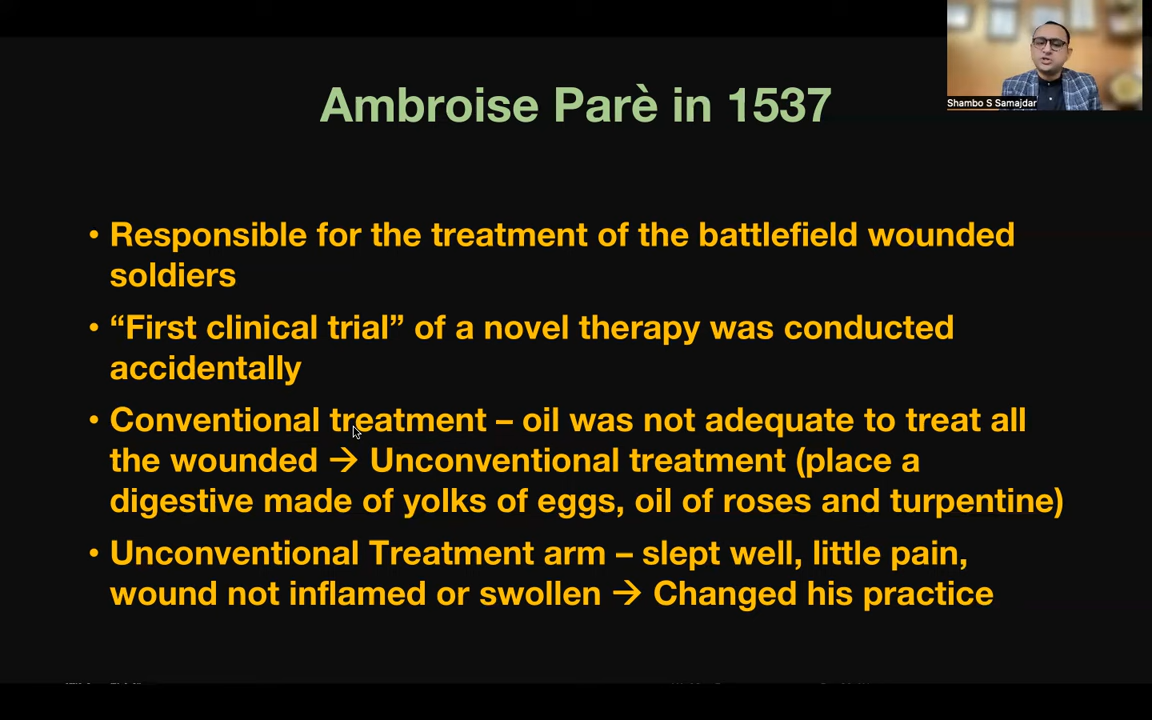 Shambo S Samajdar
Ambroise Parè in 1537
• Responsible for the treatment of the battlefield wounded
soldiers
• “First clinical trial” of a novel therapy was conducted
accidentally
• Conventional treatment – oil was not adequate to treat all
the wounded → Unconventional treatment (place a
digestive made of yolks of eggs, oil of roses and turpentine)
• Unconventional Treatment arm – slept well, little pain,
wound not inflamed or swollen → Changed his practice